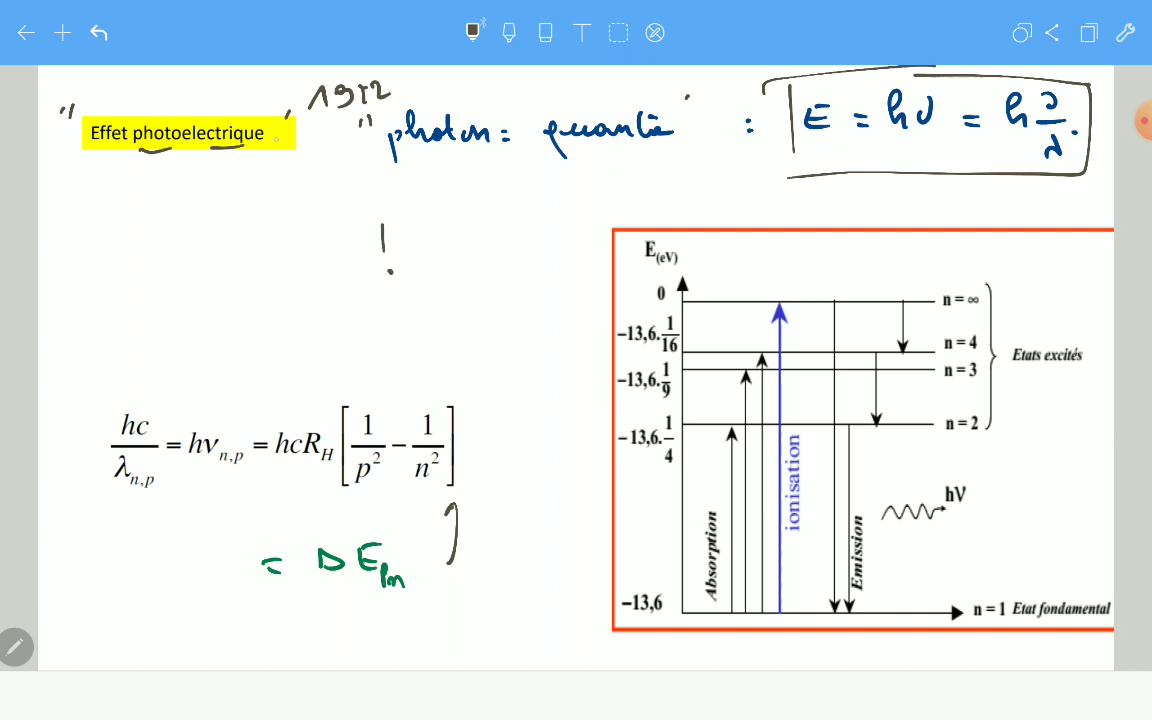 1912
" Effet photoelectrique '
" photon = quantié ' : E = hν = h c/λ.
!
E(eV)
0
n = ∞
−13,6. 1/16
n = 4
Etats excités
−13,6. 1/9
n = 3
−13,6. 1/4
n = 2
hc/λn,p = hνn,p = hcRH [ 1/p² − 1/n² ]
ionisation
hν
Absorption
Emission
= ΔEpn
−13,6
n = 1 Etat fondamental